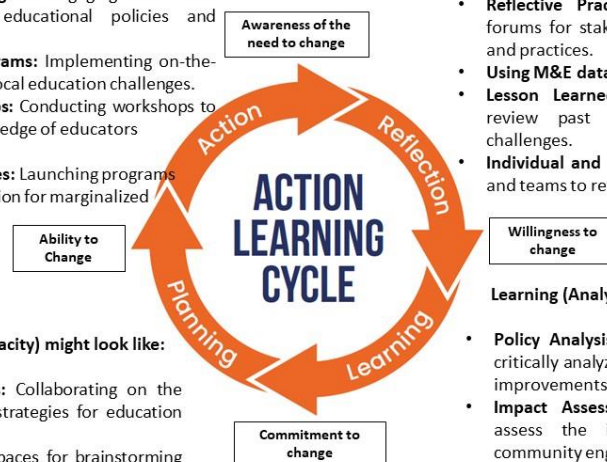 educational policies and
Awareness of the
need to change
rams: Implementing on-the-
ocal education challenges.
os: Conducting workshops to
ledge of educators
es: Launching programs
ion for marginalized
Ability to
Change
Action
Reflection
ACTION
LEARNING
CYCLE
Planning
Learning
Reflective Prac
forums for stak
and practices.
Using M&E data
Lesson Learned
review past
challenges.
Individual and
and teams to re
Willingness to
change
Learning (Analy
acity) might look like:
s: Collaborating on the
strategies for education
paces for brainstorming
Commitment to
change
Policy Analysis
critically analyz
improvements
Impact Assess
assess the i
community eng